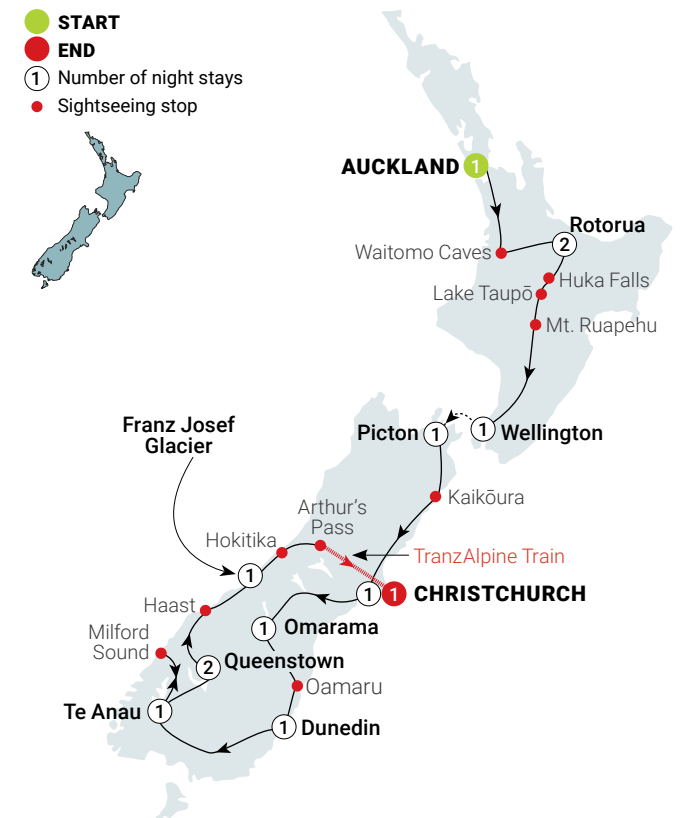 START
END
1 Number of night stays
Sightseeing stop
AUCKLAND 1
Rotorua
2
Waitomo Caves
Huka Falls
Lake Taupō
Mt. Ruapehu
Franz Josef
Glacier
Picton 1
1 Wellington
Kaikōura
Arthur's
Pass
Hokitika
TranzAlpine Train
1
1 1 CHRISTCHURCH
Haast
1 Omarama
Milford
Sound
2 Queenstown
Oamaru
Te Anau 1
1 Dunedin